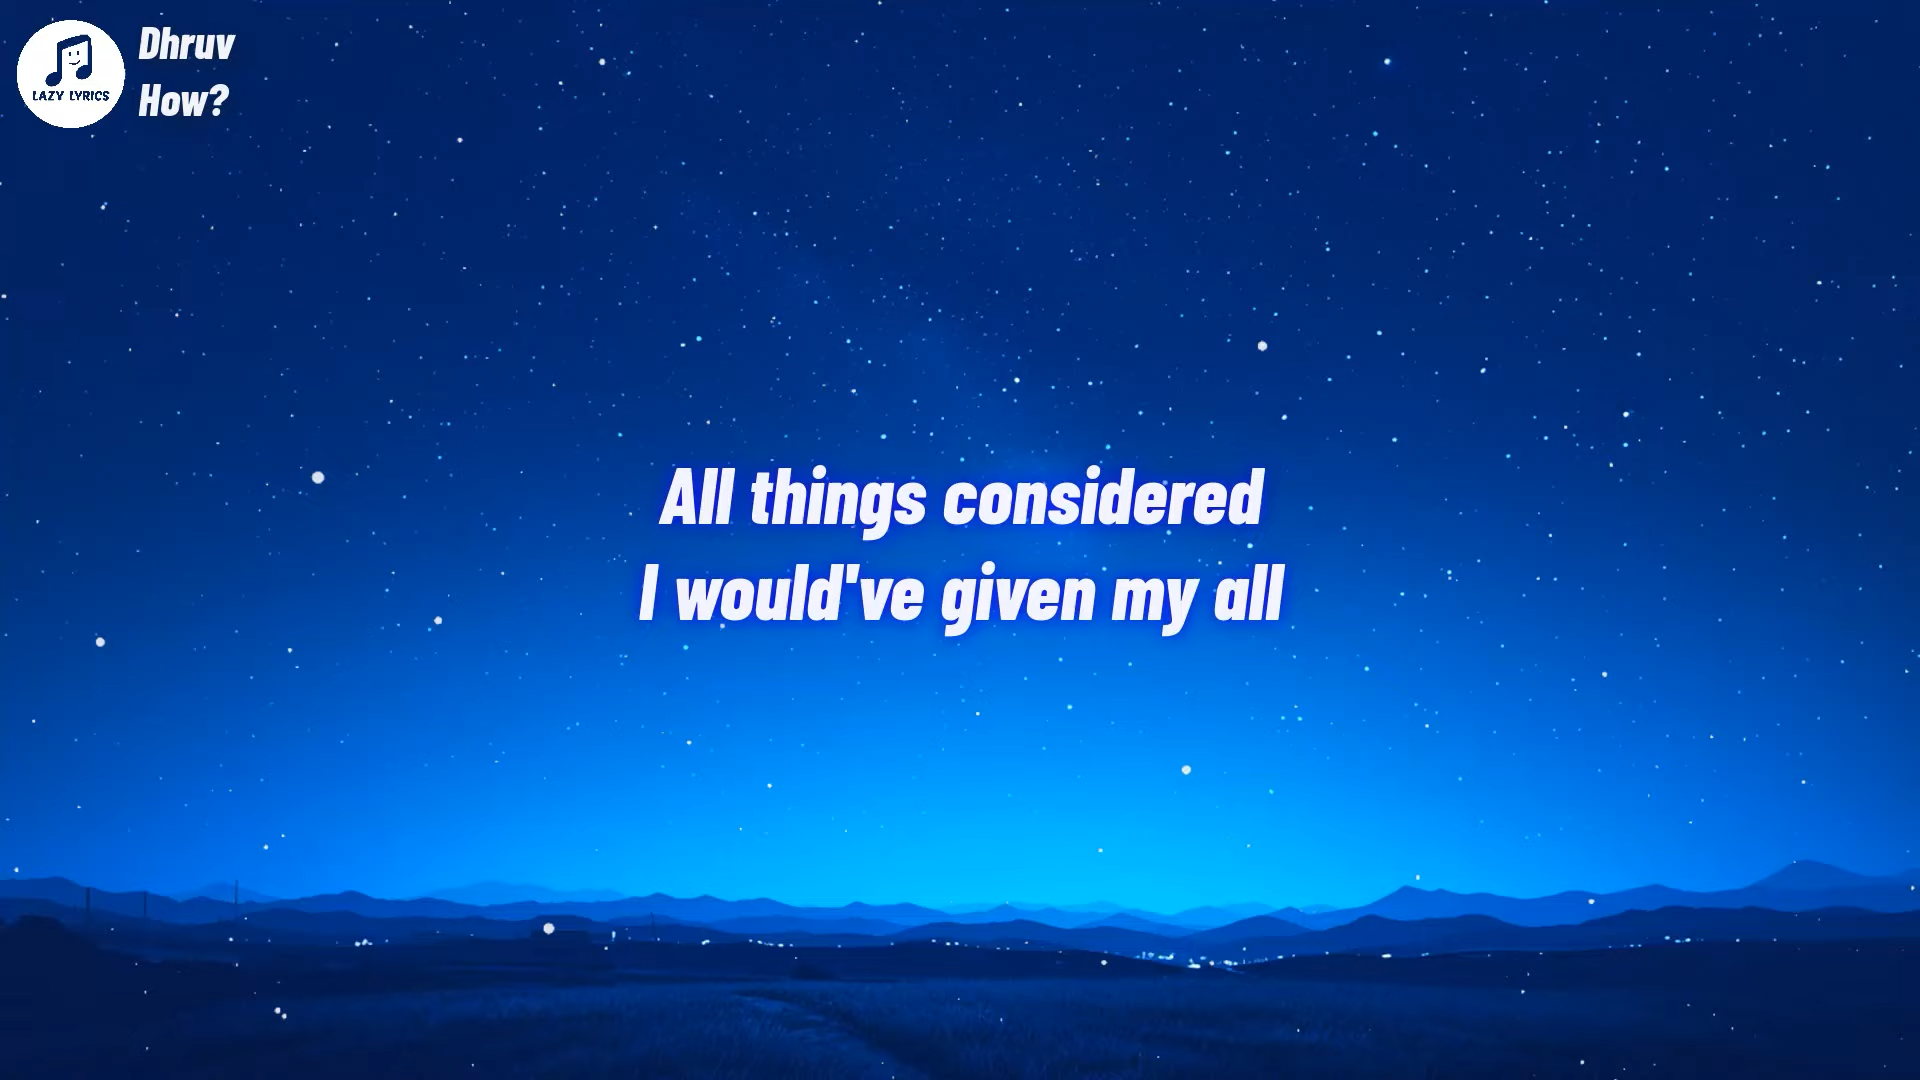 LAZY LYRICS
Dhruv
How?
All things considered
I would've given my all